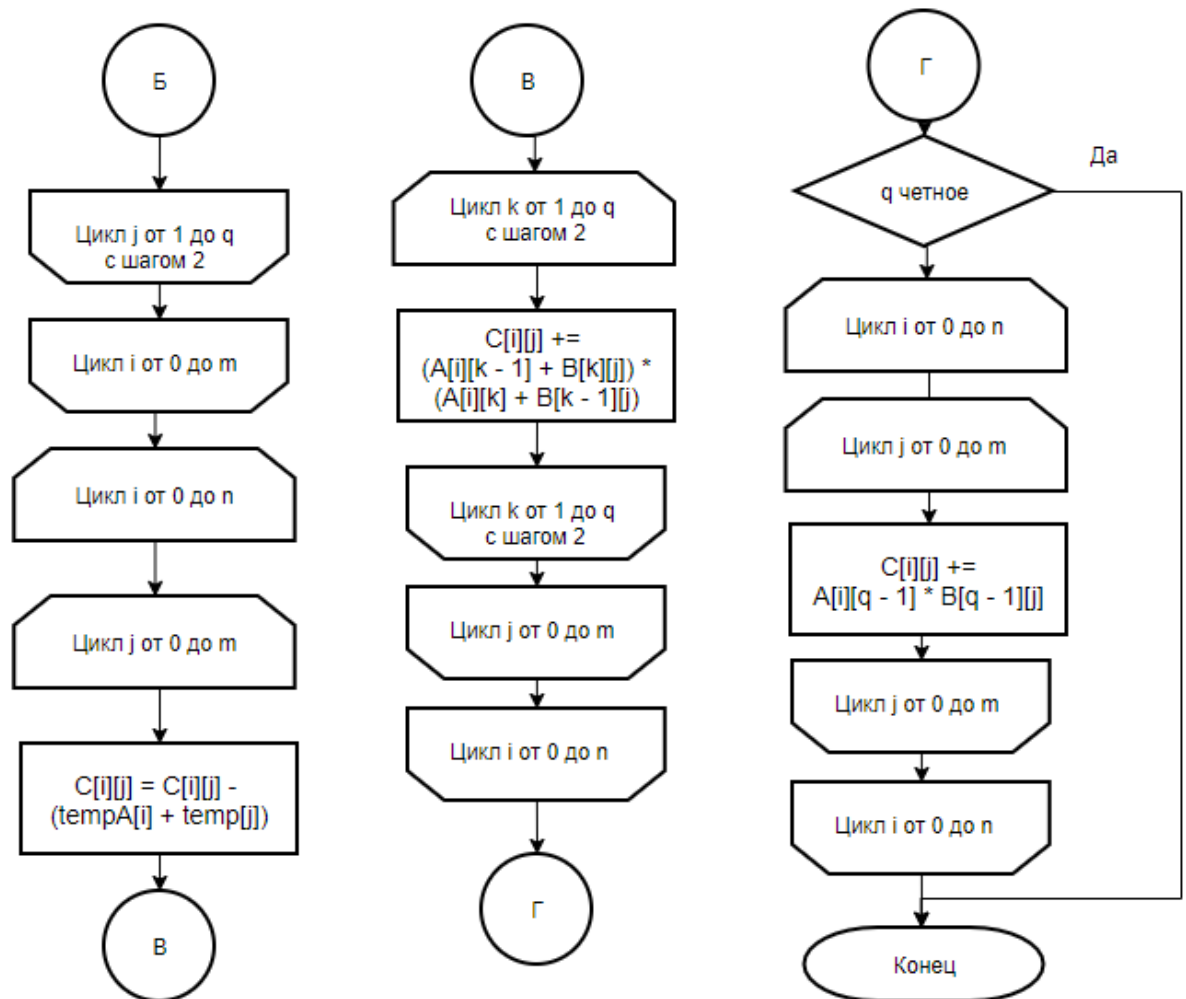 Б
Цикл j от 1 до q
с шагом 2
Цикл i от 0 до m
Цикл i от 0 до n
Цикл j от 0 до m
C[i][j] = C[i][j] -
(tempA[i] + temp[j])
В
В
Цикл k от 1 до q
с шагом 2
C[i][j] +=
(A[i][k - 1] + B[k][j]) *
(A[i][k] + B[k - 1][j)
Цикл k от 1 до q
с шагом 2
Цикл j от 0 до m
Цикл i от 0 до n
Г
Г
Да
q четное
Цикл i от 0 до n
Цикл j от 0 до m
C[i][j] +=
A[i][q - 1] * B[q - 1][j]
Цикл j от 0 до m
Цикл i от 0 до n
Конец